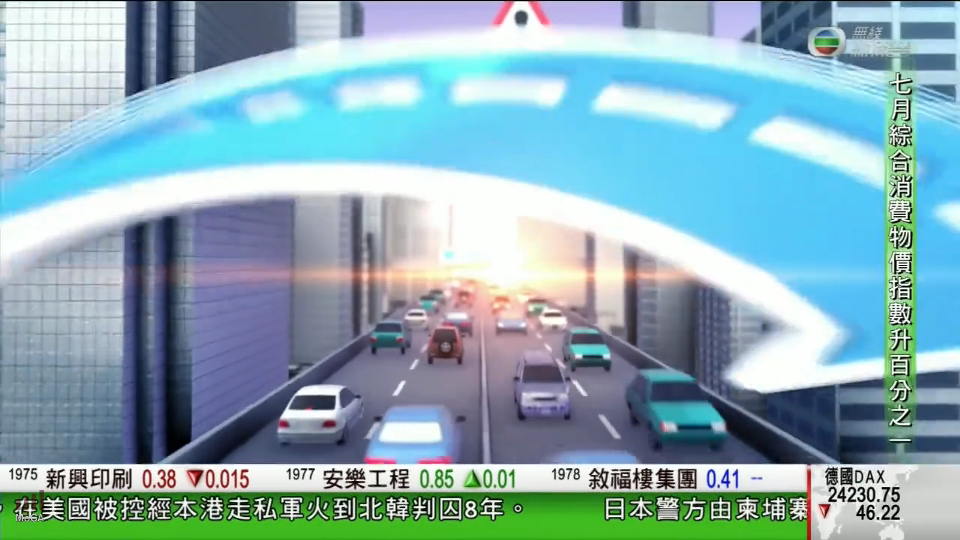 無綫
七月綜合消費物價指數升百分之一
1975 新興印刷 0.38 ▼0.015 1977 安樂工程 0.85 ▲0.01 1978 敘福樓集團 0.41 --
在美國被控經本港走私軍火到北韓判囚8年。 日本警方由柬埔寨
德國DAX
24230.75
▼ 46.22